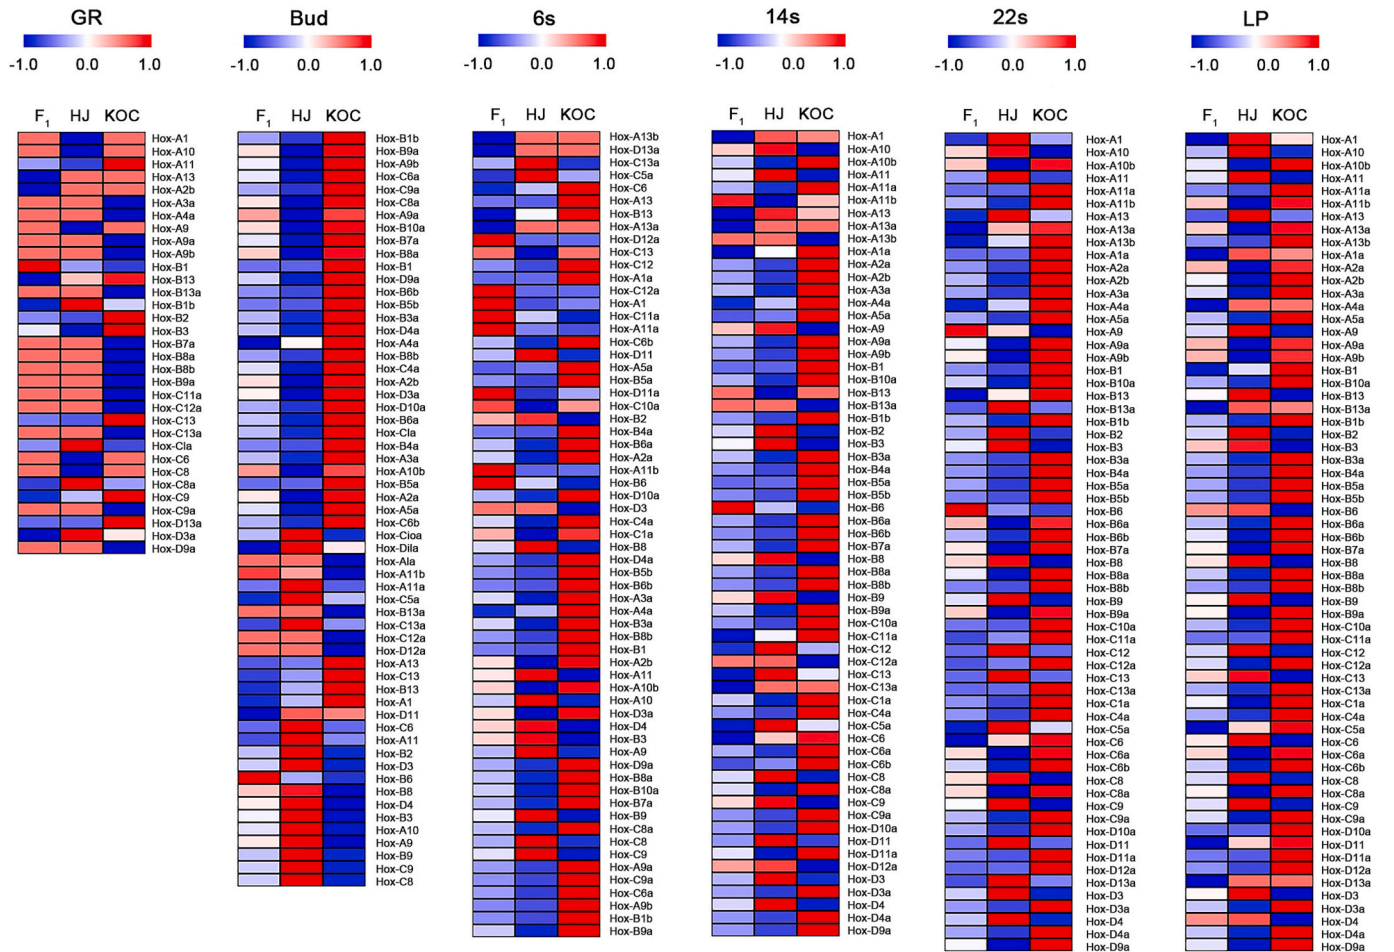 GR
-1.0 0.0 1.0
F1 HJ KOC
Hox-A1
Hox-A10
Hox-A11
Hox-A13
Hox-A2b
Hox-A3a
Hox-A4a
Hox-A9
Hox-A9a
Hox-A9b
Hox-B1
Hox-B13
Hox-B13a
Hox-B1b
Hox-B2
Hox-B3
Hox-B7a
Hox-B8a
Hox-B8b
Hox-B9a
Hox-C11a
Hox-C12a
Hox-C13
Hox-C13a
Hox-Cla
Hox-C6
Hox-C8
Hox-C8a
Hox-C9
Hox-C9a
Hox-D13a
Hox-D3a
Hox-D9a
Bud
-1.0 0.0 1.0
F1 HJ KOC
Hox-B1b
Hox-B9a
Hox-A9b
Hox-C6a
Hox-C9a
Hox-C8a
Hox-A9a
Hox-B10a
Hox-B7a
Hox-B8a
Hox-B1
Hox-D9a
Hox-B6b
Hox-B5b
Hox-B3a
Hox-D4a
Hox-A4a
Hox-B8b
Hox-C4a
Hox-A2b
Hox-D3a
Hox-D10a
Hox-B6a
Hox-Cla
Hox-B4a
Hox-A3a
Hox-A10b
Hox-B5a
Hox-A2a
Hox-A5a
Hox-C6b
Hox-Cioa
Hox-Dila
Hox-Ala
Hox-A11b
Hox-A11a
Hox-C5a
Hox-B13a
Hox-C13a
Hox-C12a
Hox-D12a
Hox-A13
Hox-C13
Hox-B13
Hox-A1
Hox-D11
Hox-C6
Hox-A11
Hox-B2
Hox-D3
Hox-B6
Hox-B8
Hox-D4
Hox-B3
Hox-A10
Hox-A9
Hox-B9
Hox-C9
Hox-C8
6s
-1.0 0.0 1.0
F1 HJ KOC
Hox-A13b
Hox-D13a
Hox-C13a
Hox-C5a
Hox-C6
Hox-A13
Hox-B13
Hox-A13a
Hox-D12a
Hox-C13
Hox-C12
Hox-A1a
Hox-C12a
Hox-A1
Hox-C11a
Hox-A11a
Hox-C6b
Hox-D11
Hox-A5a
Hox-B5a
Hox-D11a
Hox-C10a
Hox-B2
Hox-B4a
Hox-B6a
Hox-A2a
Hox-A11b
Hox-B6
Hox-D10a
Hox-D3
Hox-C4a
Hox-C1a
Hox-B8
Hox-D4a
Hox-B5b
Hox-B6b
Hox-A3a
Hox-A4a
Hox-B3a
Hox-B8b
Hox-B1
Hox-A2b
Hox-A11
Hox-A10b
Hox-A10
Hox-D3a
Hox-D4
Hox-B3
Hox-A9
Hox-D9a
Hox-B8a
Hox-B10a
Hox-B7a
Hox-B9
Hox-C8a
Hox-C8
Hox-C9
Hox-A9a
Hox-C9a
Hox-C6a
Hox-A9b
Hox-B1b
Hox-B9a
14s
-1.0 0.0 1.0
F1 HJ KOC
Hox-A1
Hox-A10
Hox-A10b
Hox-A11
Hox-A11a
Hox-A11b
Hox-A13
Hox-A13a
Hox-A13b
Hox-A1a
Hox-A2a
Hox-A2b
Hox-A3a
Hox-A4a
Hox-A5a
Hox-A9
Hox-A9a
Hox-A9b
Hox-B1
Hox-B10a
Hox-B13
Hox-B13a
Hox-B1b
Hox-B2
Hox-B3
Hox-B3a
Hox-B4a
Hox-B5a
Hox-B5b
Hox-B6
Hox-B6a
Hox-B6b
Hox-B7a
Hox-B8
Hox-B8a
Hox-B8b
Hox-B9
Hox-B9a
Hox-C10a
Hox-C11a
Hox-C12
Hox-C12a
Hox-C13
Hox-C13a
Hox-C1a
Hox-C4a
Hox-C5a
Hox-C6
Hox-C6a
Hox-C6b
Hox-C8
Hox-C8a
Hox-C9
Hox-C9a
Hox-D10a
Hox-D11
Hox-D11a
Hox-D12a
Hox-D3
Hox-D3a
Hox-D4
Hox-D4a
Hox-D9a
22s
-1.0 0.0 1.0
F1 HJ KOC
Hox-A1
Hox-A10
Hox-A10b
Hox-A11
Hox-A11a
Hox-A11b
Hox-A13
Hox-A13a
Hox-A13b
Hox-A1a
Hox-A2a
Hox-A2b
Hox-A3a
Hox-A4a
Hox-A5a
Hox-A9
Hox-A9a
Hox-A9b
Hox-B1
Hox-B10a
Hox-B13
Hox-B13a
Hox-B1b
Hox-B2
Hox-B3
Hox-B3a
Hox-B4a
Hox-B5a
Hox-B5b
Hox-B6
Hox-B6a
Hox-B6b
Hox-B7a
Hox-B8
Hox-B8a
Hox-B8b
Hox-B9
Hox-B9a
Hox-C10a
Hox-C11a
Hox-C12
Hox-C12a
Hox-C13
Hox-C13a
Hox-C1a
Hox-C4a
Hox-C5a
Hox-C6
Hox-C6a
Hox-C6b
Hox-C8
Hox-C8a
Hox-C9
Hox-C9a
Hox-D10a
Hox-D11
Hox-D11a
Hox-D12a
Hox-D13a
Hox-D3
Hox-D3a
Hox-D4
Hox-D4a
Hox-D9a
LP
-1.0 0.0 1.0
F1 HJ KOC
Hox-A1
Hox-A10
Hox-A10b
Hox-A11
Hox-A11a
Hox-A11b
Hox-A13
Hox-A13a
Hox-A13b
Hox-A1a
Hox-A2a
Hox-A2b
Hox-A3a
Hox-A4a
Hox-A5a
Hox-A9
Hox-A9a
Hox-A9b
Hox-B1
Hox-B10a
Hox-B13
Hox-B13a
Hox-B1b
Hox-B2
Hox-B3
Hox-B3a
Hox-B4a
Hox-B5a
Hox-B5b
Hox-B6
Hox-B6a
Hox-B6b
Hox-B7a
Hox-B8
Hox-B8a
Hox-B8b
Hox-B9
Hox-B9a
Hox-C10a
Hox-C11a
Hox-C12
Hox-C12a
Hox-C13
Hox-C13a
Hox-C1a
Hox-C4a
Hox-C5a
Hox-C6
Hox-C6a
Hox-C6b
Hox-C8
Hox-C8a
Hox-C9
Hox-C9a
Hox-D10a
Hox-D11
Hox-D11a
Hox-D12a
Hox-D13a
Hox-D3
Hox-D3a
Hox-D4
Hox-D4a
Hox-D9a